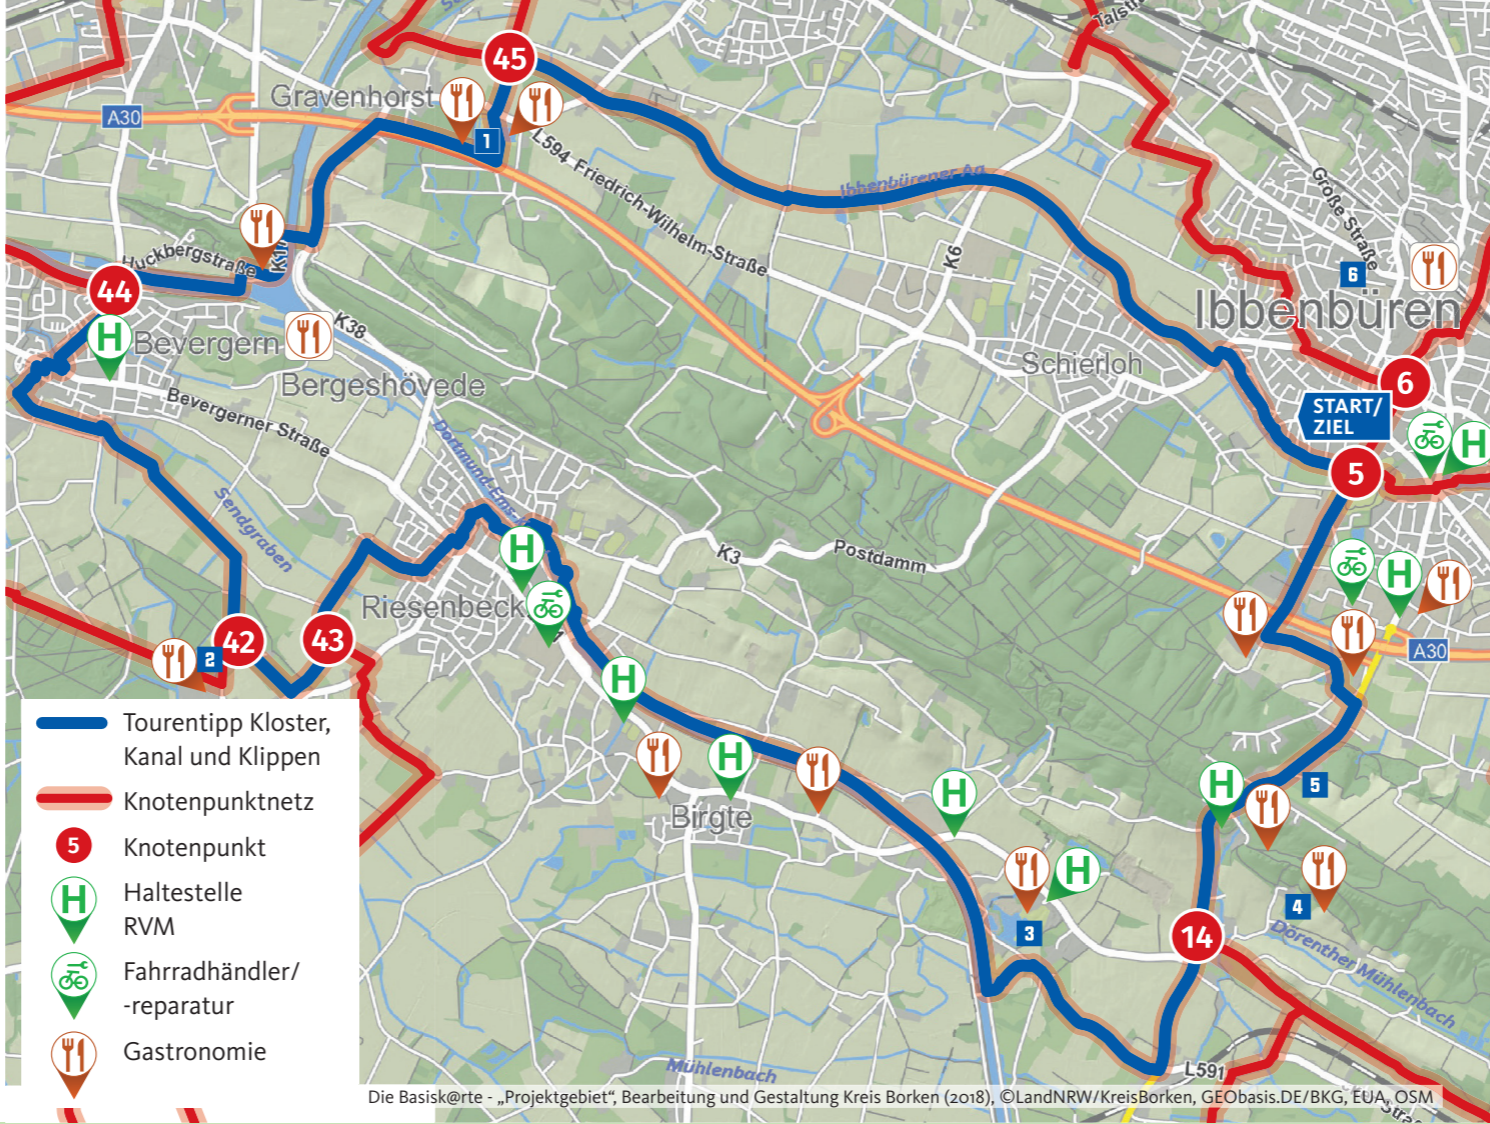 Talstr
45
Gravenhorst
A30
1
L594 Friedrich-Wilhelm-Straße
Ibbenbürener Aa
Große Straße
K6
Huckbergstraße
44
6
Ibbenbüren
H
Bevergern
K38
Bergeshövede
Schierloh
6
START/
ZIEL
Bevergerner Straße
H
5
Dortmund-Ems-
Sendgraben
H
K3
Postdamm
H
Riesenbeck
42
43
2
A30
H
Tourentipp Kloster,
Kanal und Klippen
H
H
5
Knotenpunktnetz
H
Birgte
5
Knotenpunkt
H
H
Haltestelle
RVM
4
3
14
Dörenther Mühlenbach
Fahrradhändler/
-reparatur
Gastronomie
Mühlenbach
L591
Die Basisk@rte - „Projektgebiet“, Bearbeitung und Gestaltung Kreis Borken (2018), ©LandNRW/KreisBorken, GEObasis.DE/BKG, EUA, OSM